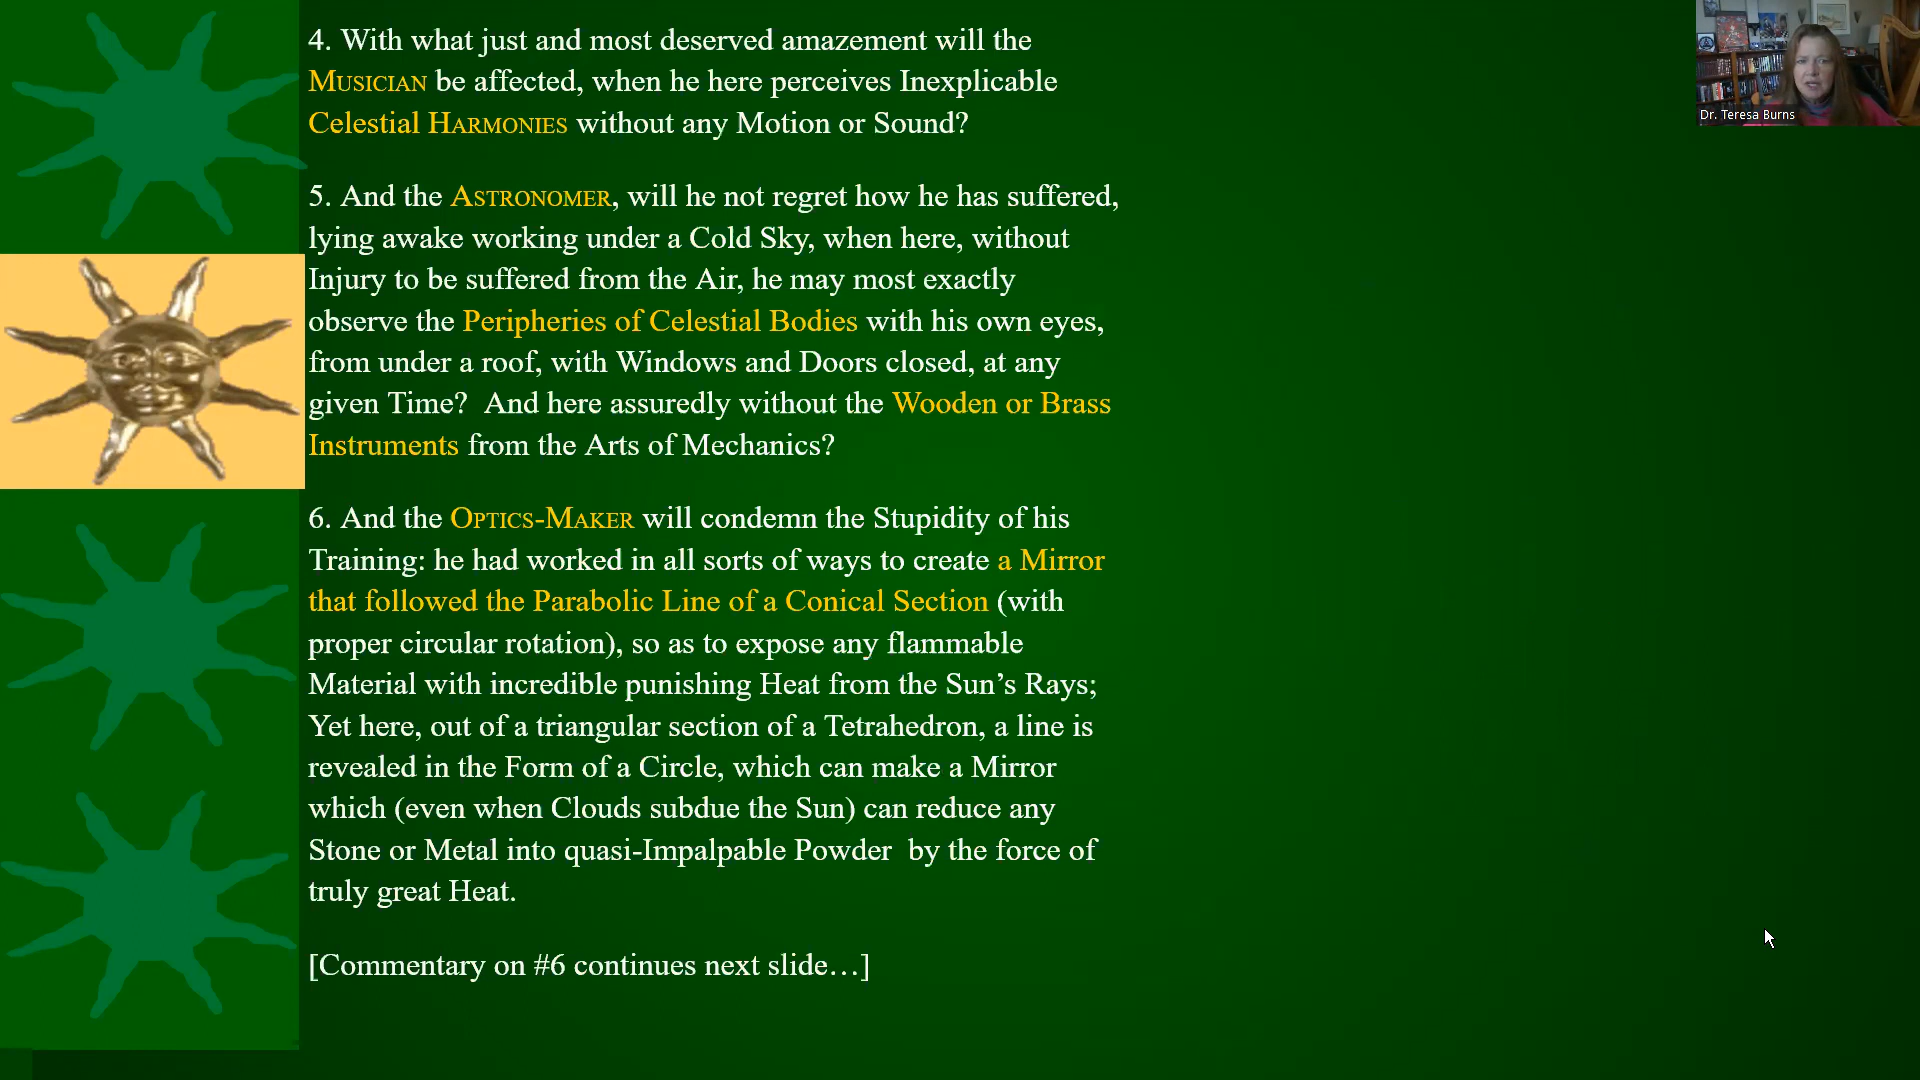 4. With what just and most deserved amazement will the
MUSICIAN be affected, when he here perceives Inexplicable
Celestial HARMONIES without any Motion or Sound?
5. And the ASTRONOMER, will he not regret how he has suffered,
lying awake working under a Cold Sky, when here, without
Injury to be suffered from the Air, he may most exactly
observe the Peripheries of Celestial Bodies with his own eyes,
from under a roof, with Windows and Doors closed, at any
given Time?  And here assuredly without the Wooden or Brass
Instruments from the Arts of Mechanics?
6. And the OPTICS-MAKER will condemn the Stupidity of his
Training: he had worked in all sorts of ways to create a Mirror
that followed the Parabolic Line of a Conical Section (with
proper circular rotation), so as to expose any flammable
Material with incredible punishing Heat from the Sun’s Rays;
Yet here, out of a triangular section of a Tetrahedron, a line is
revealed in the Form of a Circle, which can make a Mirror
which (even when Clouds subdue the Sun) can reduce any
Stone or Metal into quasi-Impalpable Powder  by the force of
truly great Heat.
[Commentary on #6 continues next slide…]
Dr. Teresa Burns